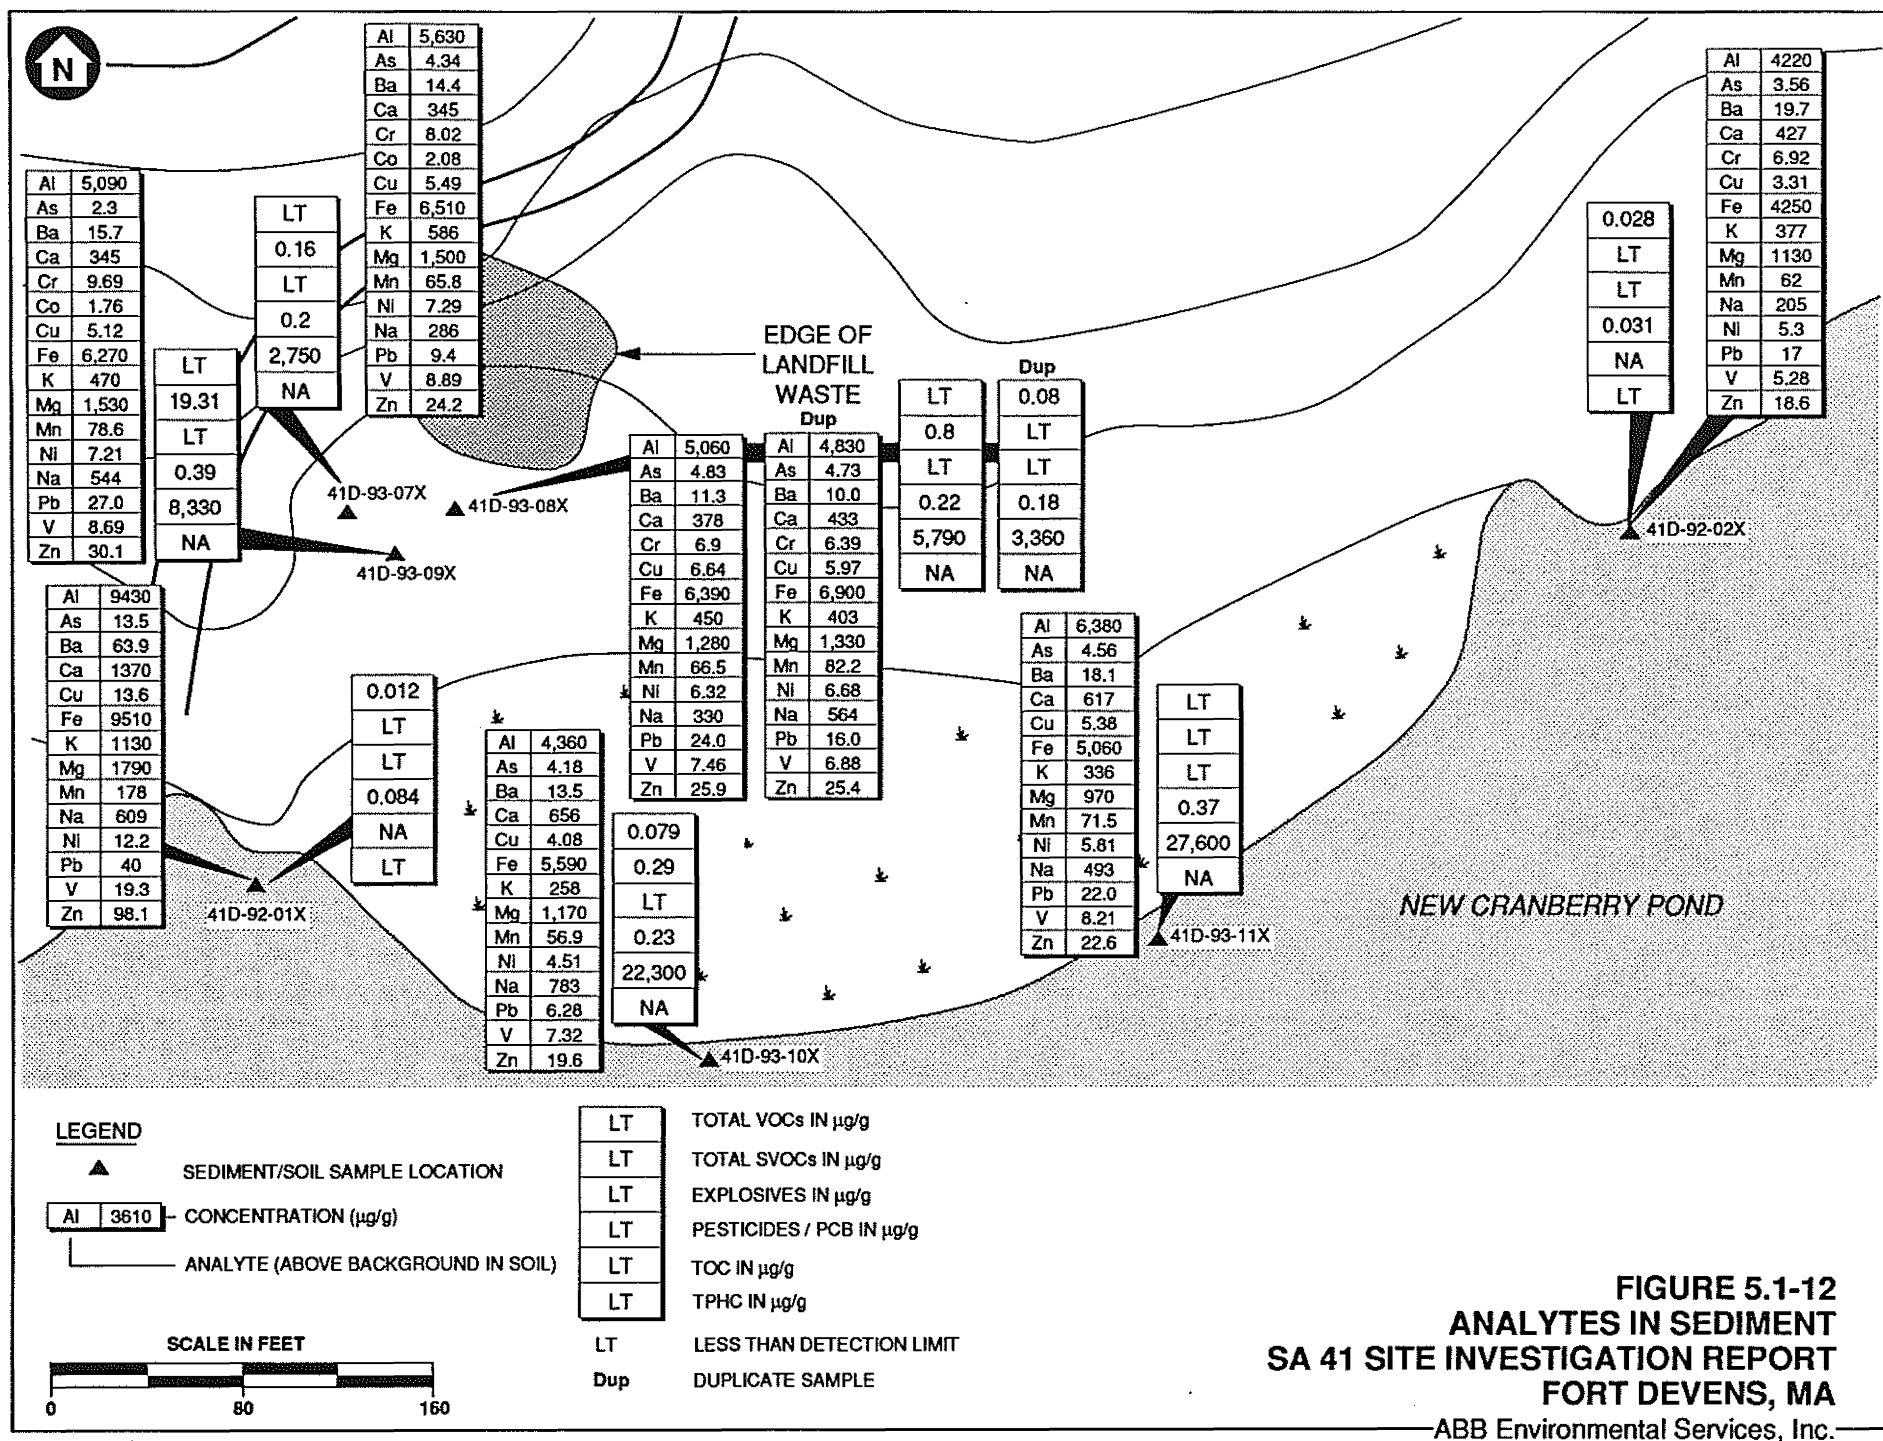 N
Al 5,630
As 4.34
Ba 14.4
Ca 345
Cr 8.02
Co 2.08
Cu 5.49
Fe 6,510
K 586
Mg 1,500
Mn 65.8
Ni 7.29
Na 286
Pb 9.4
V 8.89
Zn 24.2
LT
0.16
LT
0.2
2,750
NA
41D-93-07X
Al 5,090
As 2.3
Ba 15.7
Ca 345
Cr 9.69
Co 1.76
Cu 5.12
Fe 6,270
K 470
Mg 1,530
Mn 78.6
Ni 7.21
Na 544
Pb 27.0
V 8.69
Zn 30.1
LT
19.31
LT
0.39
8,330
NA
41D-93-09X
EDGE OF
LANDFILL
WASTE
41D-93-08X
Al 5,060
As 4.83
Ba 11.3
Ca 378
Cr 6.9
Cu 6.64
Fe 6,390
K 450
Mg 1,280
Mn 66.5
Ni 6.32
Na 330
Pb 24.0
V 7.46
Zn 25.9
Dup
Al 4,830
As 4.73
Ba 10.0
Ca 433
Cr 6.39
Cu 5.97
Fe 6,900
K 403
Mg 1,330
Mn 82.2
Ni 6.68
Na 564
Pb 16.0
V 6.88
Zn 25.4
LT
0.8
LT
0.22
5,790
NA
Dup
0.08
LT
LT
0.18
3,360
NA
0.028
LT
LT
0.031
NA
LT
Al 4220
As 3.56
Ba 19.7
Ca 427
Cr 6.92
Cu 3.31
Fe 4250
K 377
Mg 1130
Mn 62
Na 205
Ni 5.3
Pb 17
V 5.28
Zn 18.6
41D-92-02X
Al 9430
As 13.5
Ba 63.9
Ca 1370
Cu 13.6
Fe 9510
K 1130
Mg 1790
Mn 178
Na 609
Ni 12.2
Pb 40
V 19.3
Zn 98.1
0.012
LT
LT
0.084
NA
LT
41D-92-01X
Al 4,360
As 4.18
Ba 13.5
Ca 656
Cu 4.08
Fe 5,590
K 258
Mg 1,170
Mn 56.9
Ni 4.51
Na 783
Pb 6.28
V 7.32
Zn 19.6
0.079
0.29
LT
0.23
22,300
NA
41D-93-10X
Al 6,380
As 4.56
Ba 18.1
Ca 617
Cu 5.38
Fe 5,060
K 336
Mg 970
Mn 71.5
Ni 5.81
Na 493
Pb 22.0
V 8.21
Zn 22.6
LT
LT
LT
0.37
27,600
NA
41D-93-11X
NEW CRANBERRY POND
LEGEND
SEDIMENT/SOIL SAMPLE LOCATION
Al 3610 CONCENTRATION (µg/g)
ANALYTE (ABOVE BACKGROUND IN SOIL)
SCALE IN FEET
0 80 160
LT TOTAL VOCs IN µg/g
LT TOTAL SVOCs IN µg/g
LT EXPLOSIVES IN µg/g
LT PESTICIDES / PCB IN µg/g
LT TOC IN µg/g
LT TPHC IN µg/g
LT LESS THAN DETECTION LIMIT
Dup DUPLICATE SAMPLE
FIGURE 5.1-12
ANALYTES IN SEDIMENT
SA 41 SITE INVESTIGATION REPORT
FORT DEVENS, MA
ABB Environmental Services, Inc.